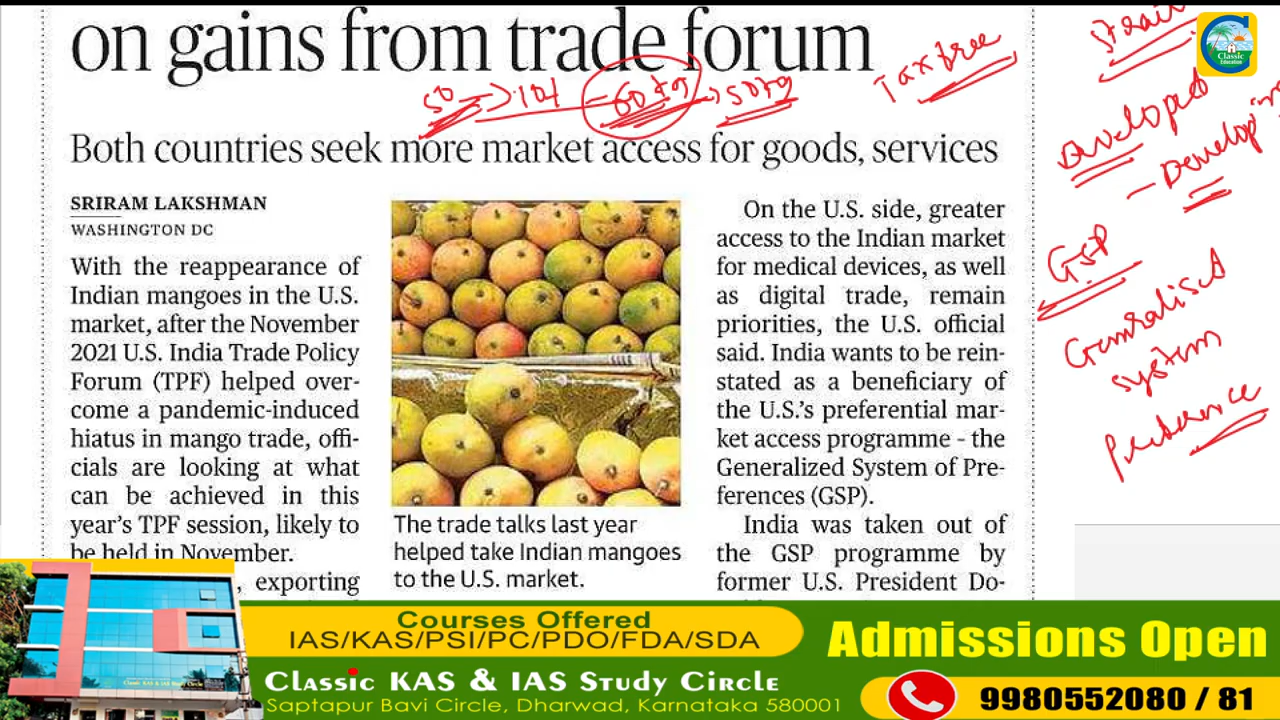 on gains from trade forum
50 → 10% = 60 kg → 50 kg
Tax free
Both countries seek more market access for goods, services
SRIRAM LAKSHMAN
WASHINGTON DC
With the reappearance of
Indian mangoes in the U.S.
market, after the November
2021 U.S. India Trade Policy
Forum (TPF) helped over-
come a pandemic-induced
hiatus in mango trade, offi-
cials are looking at what
can be achieved in this
year's TPF session, likely to
be held in November.
, exporting
The trade talks last year
helped take Indian mangoes
to the U.S. market.
On the U.S. side, greater
access to the Indian market
for medical devices, as well
as digital trade, remain
priorities, the U.S. official
said. India wants to be rein-
stated as a beneficiary of
the U.S.'s preferential mar-
ket access programme - the
Generalized System of Pre-
ferences (GSP).
India was taken out of
the GSP programme by
former U.S. President Do-
Developed
- Developing
GSP
Generalised
System
Preference
Classic
Education
Courses Offered
IAS/KAS/PSI/PC/PDO/FDA/SDA
Classic KAS & IAS Study Circle
Saptapur Bavi Circle, Dharwad, Karnataka 580001
Admissions Open
9980552080 / 81